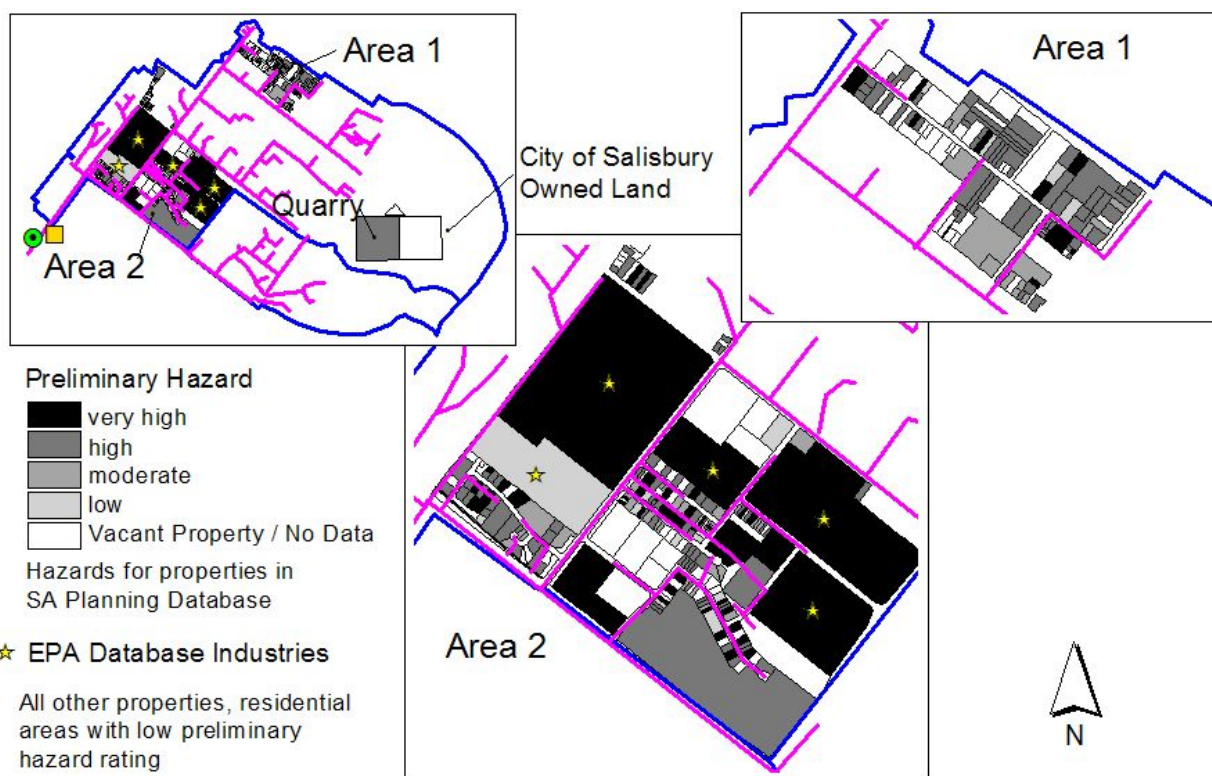 Area 1
Area 2
Quarry
City of Salisbury
Owned Land
Area 1
Area 2
Preliminary Hazard
very high
high
moderate
low
Vacant Property / No Data
Hazards for properties in
SA Planning Database
EPA Database Industries
All other properties, residential
areas with low preliminary
hazard rating
N